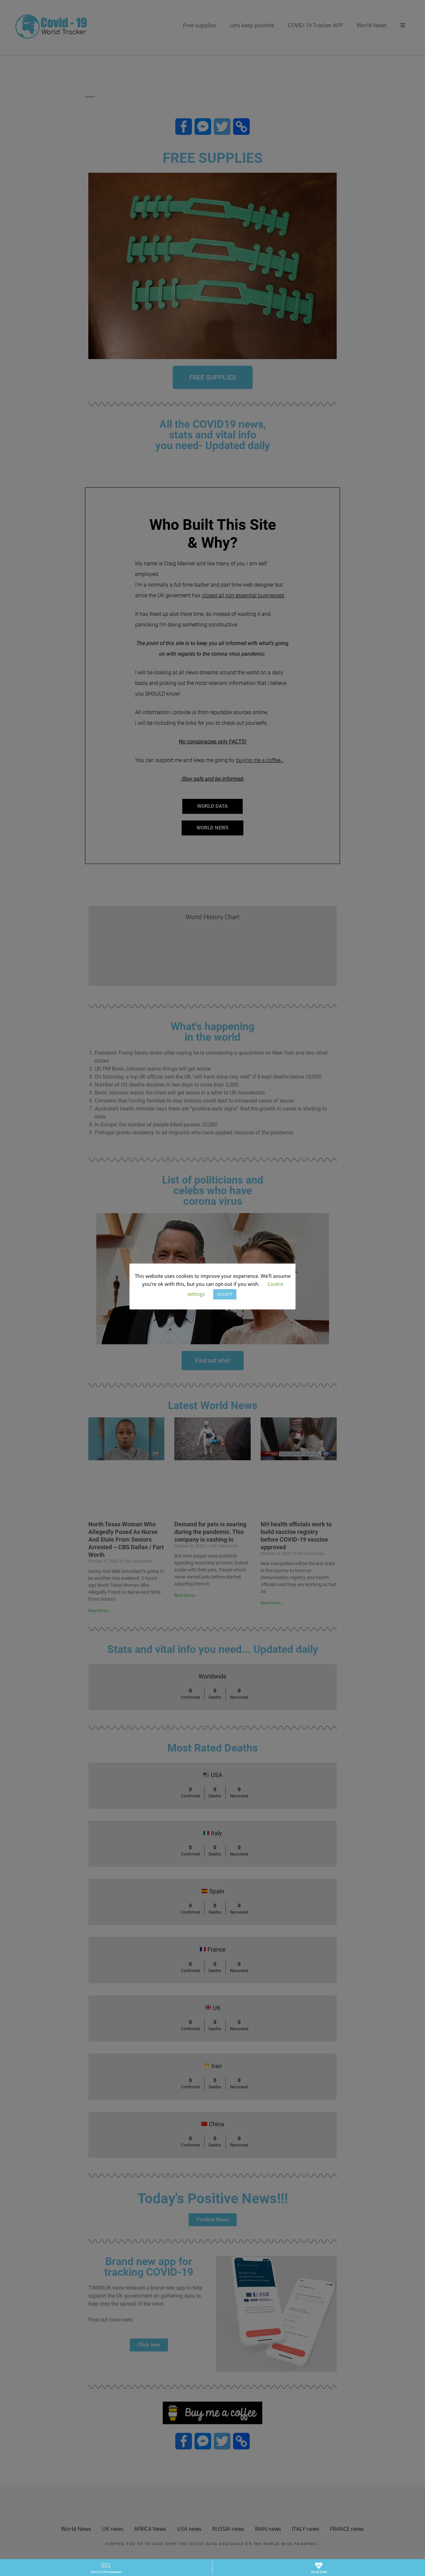 Covid - 19
World Tracker
Free supplies
Lets keep positive
COVID-19 Tracker APP
World News
FREE SUPPLIES
FREE SUPPLIES
All the COVID19 news,
stats and vital info
you need- Updated daily
Who Built This Site
& Why?
My name is Craig Mariner and like many of you i am self
employed.
I'm a normally a full time barber and part time web designer but
since the UK goverment has closed all non essential businesses
It has freed up alot more time, so instead of wasting it and
panicking I'm doing something constructive.
The point of this site is to keep you all informed with what's going
on with regards to the corona virus pandemic.
I will be looking at all news streams around the world on a daily
basis and picking out the most relevant information that i believe
you SHOULD know!
All information i provide is from reputable sources online,
I will be including the links for you to check out yourselfs.
No conspiracies only FACTS!
You can support me and keep me going by buying me a coffee...
-Stay safe and be informed-
WORLD DATA
WORLD NEWS
World History Chart
What's happening
in the world
1. President Trump backs down after saying he is considering a quarantine on New York and two other
states
2. UK PM Boris Johnson warns things will get worse
3. On Saturday, a top UK official said the UK "will have done very well" if it kept deaths below 20,000
4. Number of US deaths doubles in two days to more than 2,000
5. Boris Johnson warns the crisis will get worse in a letter to UK households
6. Concerns that forcing families to stay indoors could lead to increased cases of abuse
7. Australia's health minister says there are "positive early signs" that the growth in cases is starting to
slow
8. In Europe, the number of people killed passes 20,000
9. Portugal grants residency to all migrants who have applied, because of the pandemic
List of politicians and
celebs who have
corona virus
This website uses cookies to improve your experience. We'll assume
you're ok with this, but you can opt-out if you wish. Cookie
settings ACCEPT
Find out who!
Latest World News
North Texas Woman Who
Allegedly Posed As Nurse
And Stole From Seniors
Arrested – CBS Dallas / Fort
Worth
Sunny And Mild SaturdayIt's going to
be another nice weekend. 2 hours
ago North Texas Woman Who
Allegedly Posed As Nurse And Stole
From Seniors
Read More »
Demand for pets is soaring
during the pandemic. This
company is cashing in
But then people were suddenly
spending more time at home, locked
inside with their pets. People who'd
never owned pets before started
adopting them in
Read More »
NH health officials work to
build vaccine registry
before COVID-19 vaccine
approved
New Hampshire will be the last state
in the country to have an
immunization registry, and health
officials said they are working as fast
as
Read More »
Stats and vital info you need... Updated daily
Worldwide
0 0 0
Confirmed Deaths Recovered
Most Rated Deaths
USA
0 0 0
Confirmed Deaths Recovered
Italy
0 0 0
Confirmed Deaths Recovered
Spain
0 0 0
Confirmed Deaths Recovered
France
0 0 0
Confirmed Deaths Recovered
UK
0 0 0
Confirmed Deaths Recovered
Iran
0 0 0
Confirmed Deaths Recovered
China
0 0 0
Confirmed Deaths Recovered
Today's Positive News!!!
Positive News
Brand new app for
tracking COVID-19
TWINSUK have released a brand new app to help
support the UK government on gathering data to
help stop the spread of the virus.
Find out more here:
Click here
Buy me a coffee
World News
UK news
AFRICA News
USA news
RUSSIA news
IRAN news
ITALY news
FRANCE news
KEEPING YOU UP TO DATE WITH THE LATEST DATA AVAILABLE ON THE WORLD WIDE PANDEMIC.